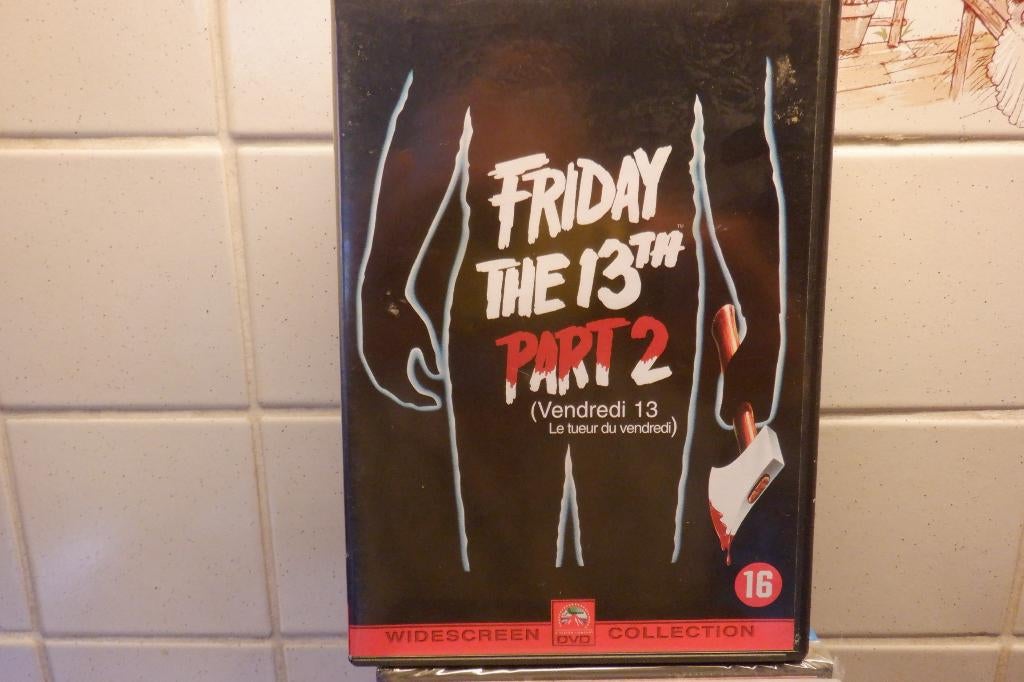 FRIDAY
THE 13TH
PART 2
(Vendredi 13
Le tueur du vendredi)
16
WIDESCREEN DVD COLLECTION